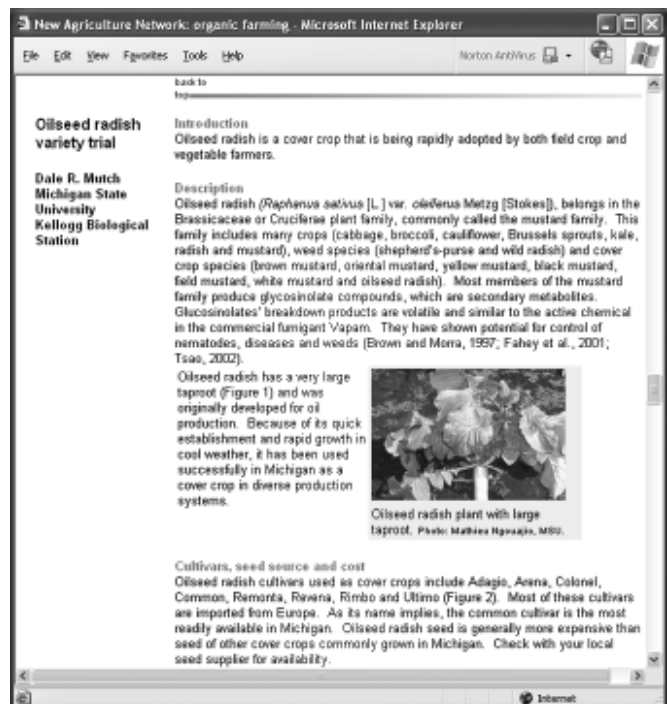 New Agriculture Network: organic farming - Microsoft Internet Explorer
File Edit View Favorites Tools Help
Norton AntiVirus
back to
top
Oilseed radish
variety trial
Dale R. Mutch
Michigan State
University
Kellogg Biological
Station
Introduction
Oilseed radish is a cover crop that is being rapidly adopted by both field crop and
vegetable farmers.
Description
Oilseed radish (Raphanus sativus [L.] var. oleiferus Metzg [Stokes]), belongs in the
Brassicaceae or Cruciferae plant family, commonly called the mustard family. This
family includes many crops (cabbage, broccoli, cauliflower, Brussels sprouts, kale,
radish and mustard), weed species (shepherd's-purse and wild radish) and cover
crop species (brown mustard, oriental mustard, yellow mustard, black mustard,
field mustard, white mustard and oilseed radish). Most members of the mustard
family produce glycosinolate compounds, which are secondary metabolites.
Glucosinolates' breakdown products are volatile and similar to the active chemical
in the commercial fumigant Vapam. They have shown potential for control of
nematodes, diseases and weeds (Brown and Morra, 1997; Fahey et al., 2001;
Tsao, 2002).
Oilseed radish has a very large
taproot (Figure 1) and was
originally developed for oil
production. Because of its quick
establishment and rapid growth in
cool weather, it has been used
successfully in Michigan as a
cover crop in diverse production
systems.
Oilseed radish plant with large
taproot. Photo: Mathieu Ngouajio, MSU.
Cultivars, seed source and cost
Oilseed radish cultivars used as cover crops include Adagio, Arena, Colonel,
Common, Remonta, Revena, Rimbo and Ultimo (Figure 2). Most of these cultivars
are imported from Europe. As its name implies, the common cultivar is the most
readily available in Michigan. Oilseed radish seed is generally more expensive than
seed of other cover crops commonly grown in Michigan. Check with your local
seed supplier for availability.
Internet